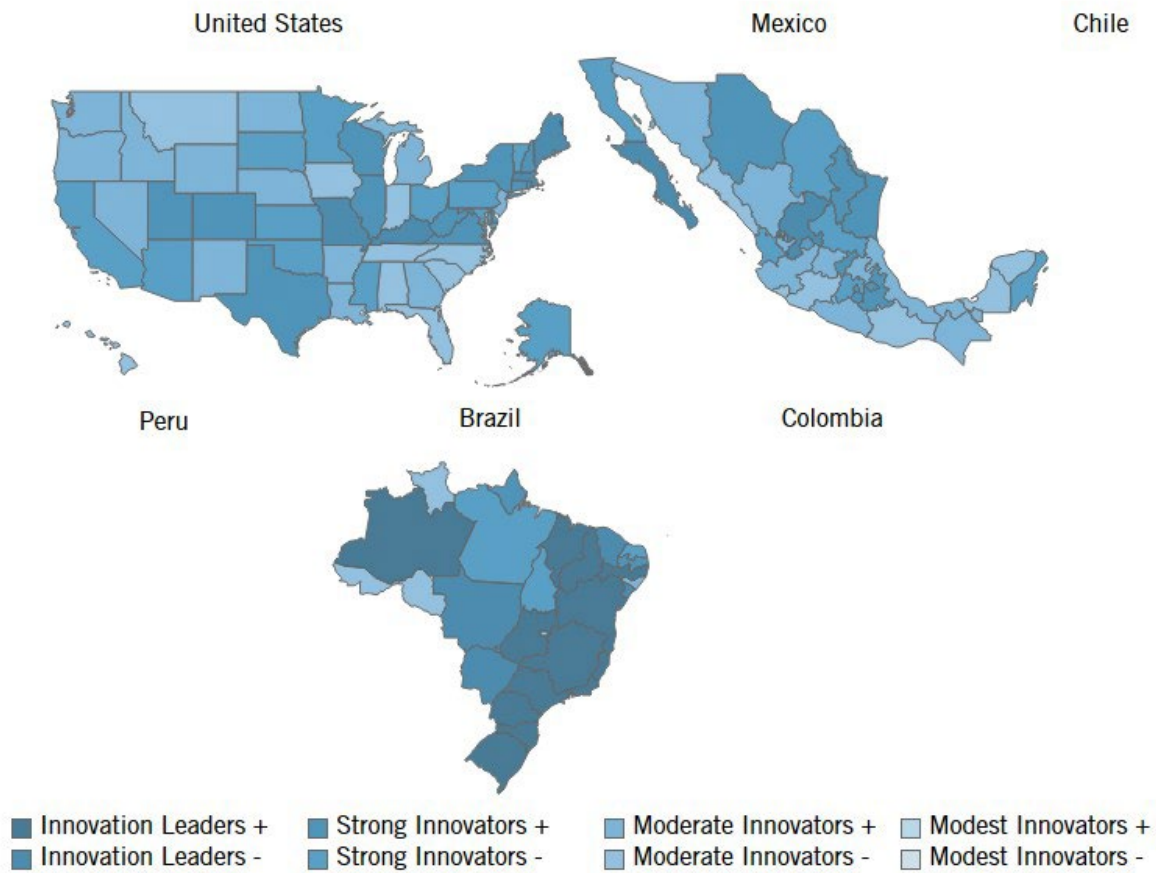 United States
Mexico
Chile
Peru
Brazil
Colombia
Innovation Leaders +
Strong Innovators +
Moderate Innovators +
Modest Innovators +
Innovation Leaders -
Strong Innovators -
Moderate Innovators -
Modest Innovators -